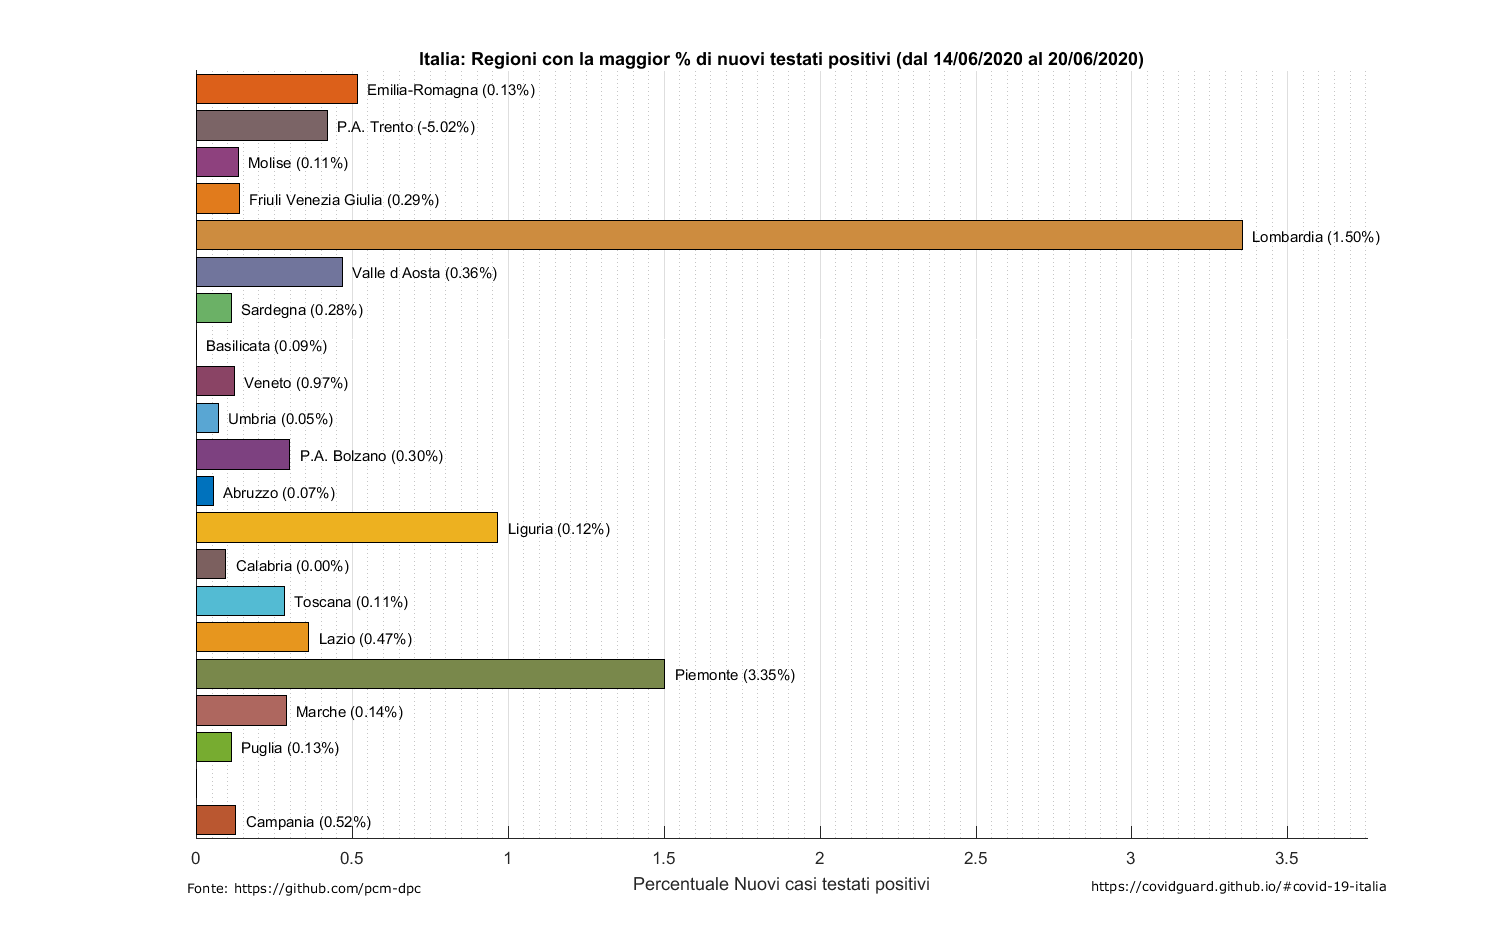 Italia: Regioni con la maggior % di nuovi testati positivi (dal 14/06/2020 al 20/06/2020)
Emilia-Romagna (0.13%)
P.A. Trento (-5.02%)
Molise (0.11%)
Friuli Venezia Giulia (0.29%)
Lombardia (1.50%)
Valle d Aosta (0.36%)
Sardegna (0.28%)
Basilicata (0.09%)
Veneto (0.97%)
Umbria (0.05%)
P.A. Bolzano (0.30%)
Abruzzo (0.07%)
Liguria (0.12%)
Calabria (0.00%)
Toscana (0.11%)
Lazio (0.47%)
Piemonte (3.35%)
Marche (0.14%)
Puglia (0.13%)
Campania (0.52%)
0 0.5 1 1.5 2 2.5 3 3.5
Percentuale Nuovi casi testati positivi
Fonte: https://github.com/pcm-dpc
https://covidguard.github.io/#covid-19-italia